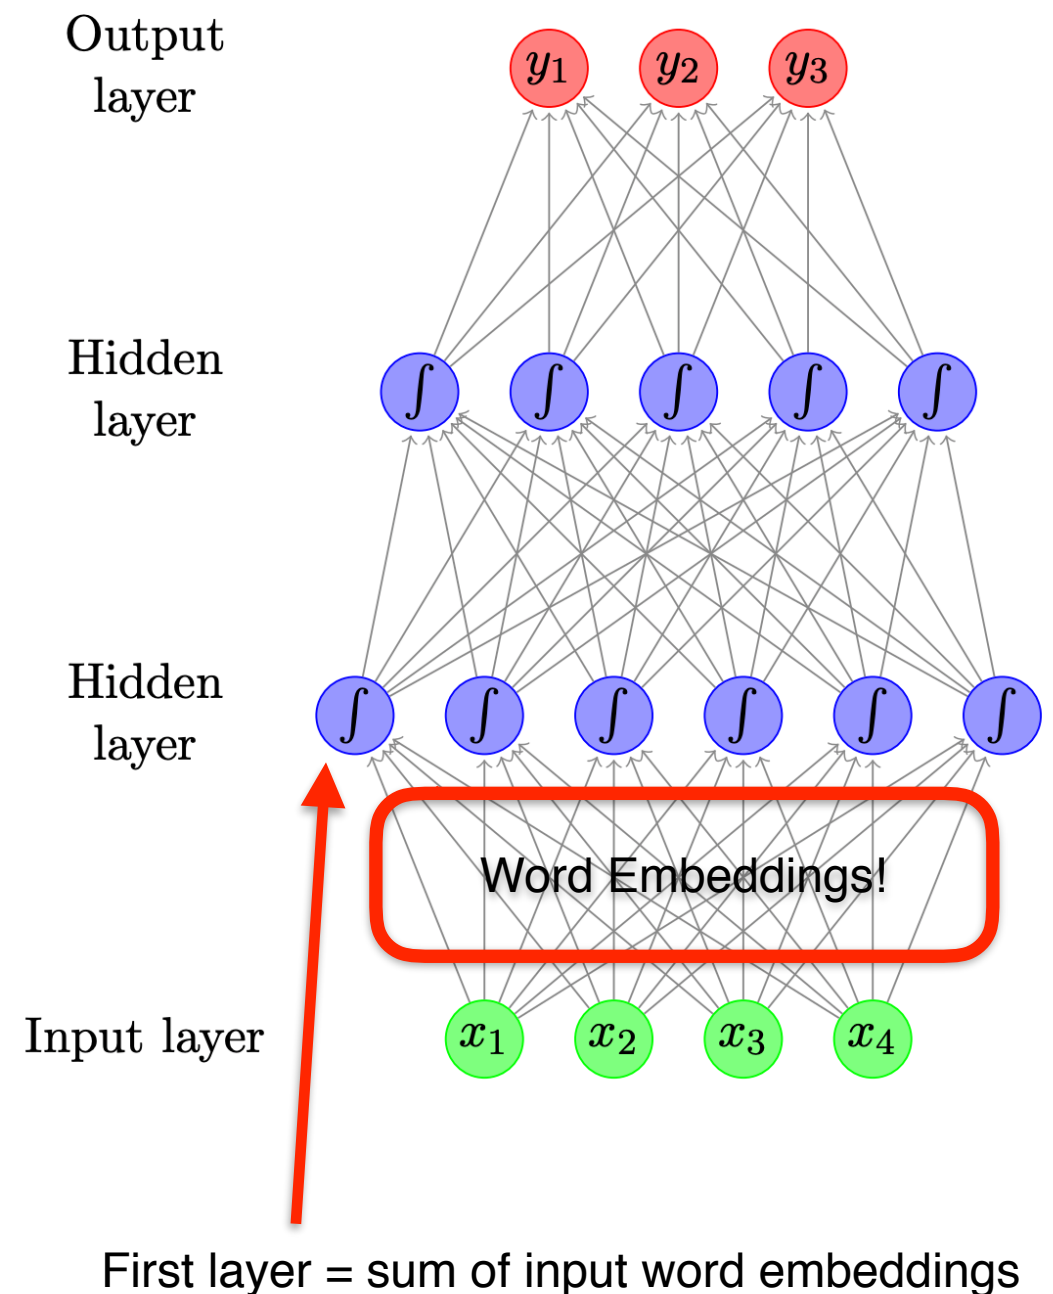 Output
layer
y1 y2 y3
Hidden
layer
∫ ∫ ∫ ∫ ∫
Hidden
layer
∫ ∫ ∫ ∫ ∫ ∫
Word Embeddings!
Input layer
x1 x2 x3 x4
First layer = sum of input word embeddings